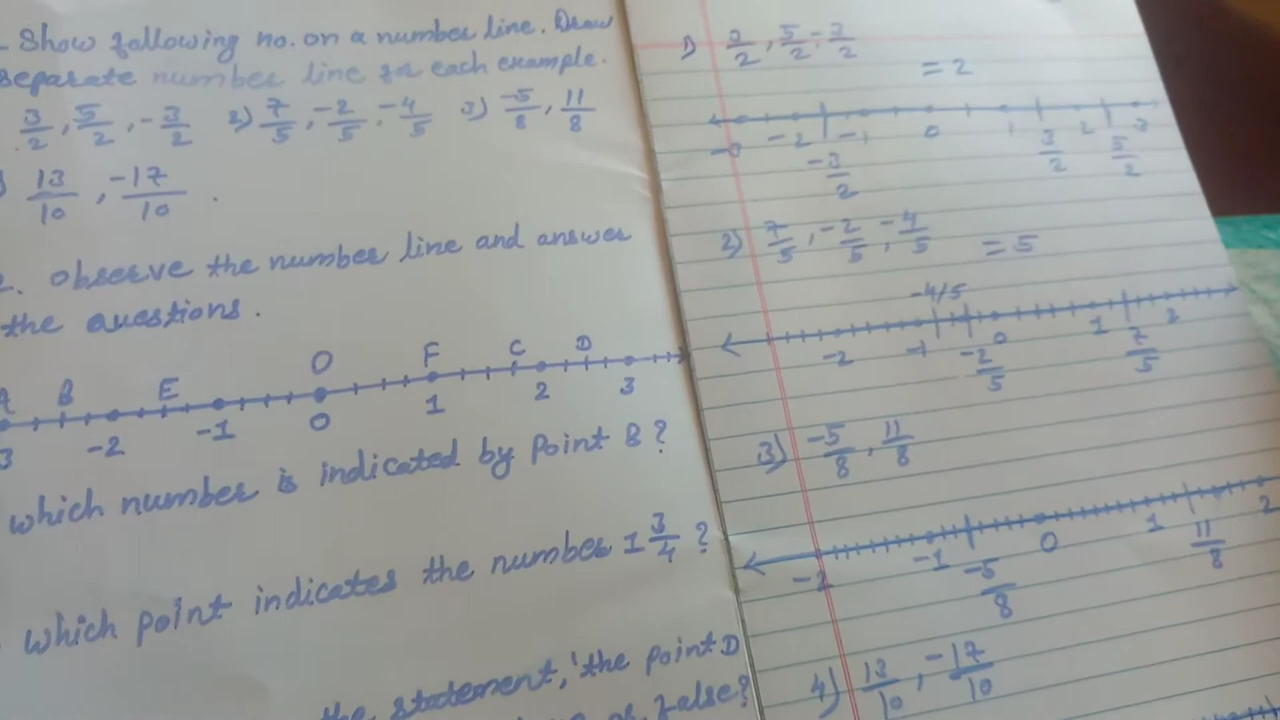 Show following no. on a number line. Draw
separate number line for each example.
3/2, 5/2, -3/2 2) 7/5, -2/5, -4/5 3) -5/8, 11/8
13/10, -17/10.
2. Observe the number line and answer
the questions.
A B E O F C D
3 -2 -1 0 1 2 3
which number is indicated by point B?
which point indicates the number 1 3/4?
the statement, 'the point D
false?
1) 3/2, 5/2, -3/2
= 2
-2 -1 0 1 2 3
-3/2 3/2 5/2
2) 7/5, -2/5, -4/5 = 5
-4/5
-2 -1 0 1 2
-2/5 7/5
3) -5/8, 11/8
-2 -1 0 1 2
-5/8 11/8
4) 13/10, -17/10